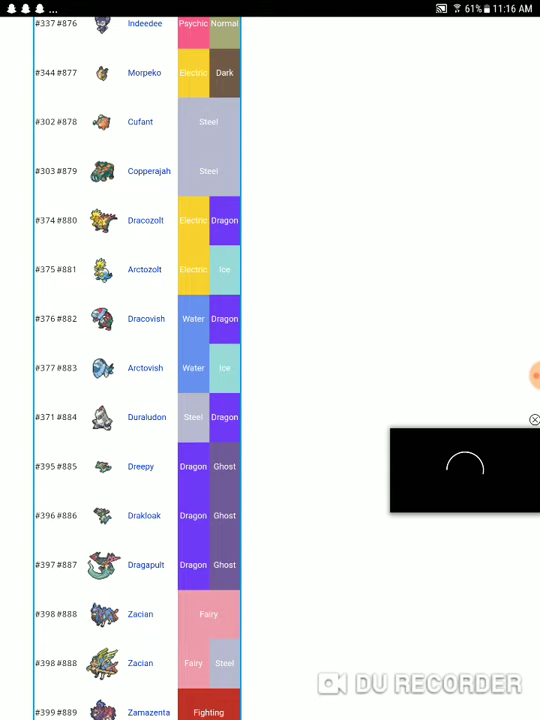 ... 61% 11:16 AM
#337 #876 Indeedee Psychic Normal
#344 #877 Morpeko Electric Dark
#302 #878 Cufant Steel
#303 #879 Copperajah Steel
#374 #880 Dracozolt Electric Dragon
#375 #881 Arctozolt Electric Ice
#376 #882 Dracovish Water Dragon
#377 #883 Arctovish Water Ice
#371 #884 Duraludon Steel Dragon
#395 #885 Dreepy Dragon Ghost
#396 #886 Drakloak Dragon Ghost
#397 #887 Dragapult Dragon Ghost
#398 #888 Zacian Fairy
#398 #888 Zacian Fairy Steel
DU RECORDER
#399 #889 Zamazenta Fighting